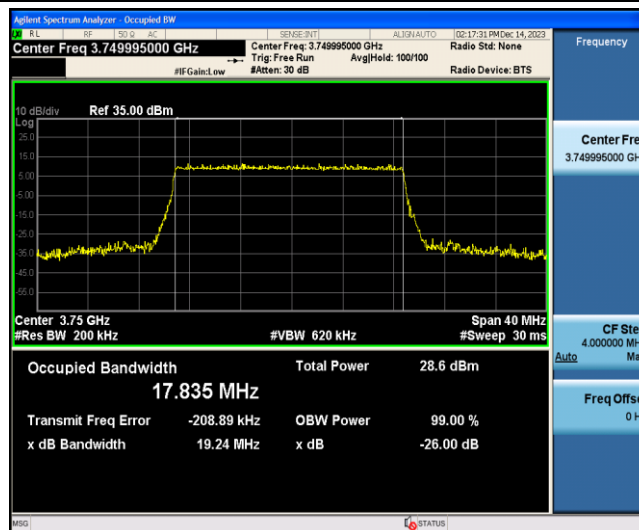 Agilent Spectrum Analyzer - Occupied BW
RL RF 50 Ω AC SENSE:INT ALIGN AUTO 02:17:31 PM Dec 14, 2023
Center Freq 3.749995000 GHz
Center Freq: 3.749995000 GHz
Radio Std: None
Trig: Free Run Avg|Hold: 100/100
#IFGain:Low #Atten: 30 dB
Radio Device: BTS
10 dB/div Ref 35.00 dBm
Log
25.0
15.0
5.00
-5.00
-15.0
-25.0
-35.0
-45.0
-55.0
Center 3.75 GHz Span 40 MHz
#Res BW 200 kHz #VBW 620 kHz #Sweep 30 ms
Occupied Bandwidth Total Power 28.6 dBm
17.835 MHz
Transmit Freq Error -208.89 kHz OBW Power 99.00 %
x dB Bandwidth 19.24 MHz x dB -26.00 dB
MSG STATUS
Frequency
Center Fre
3.749995000 GH
CF Ste
4.000000 MH
Auto Ma
Freq Offse
0 H